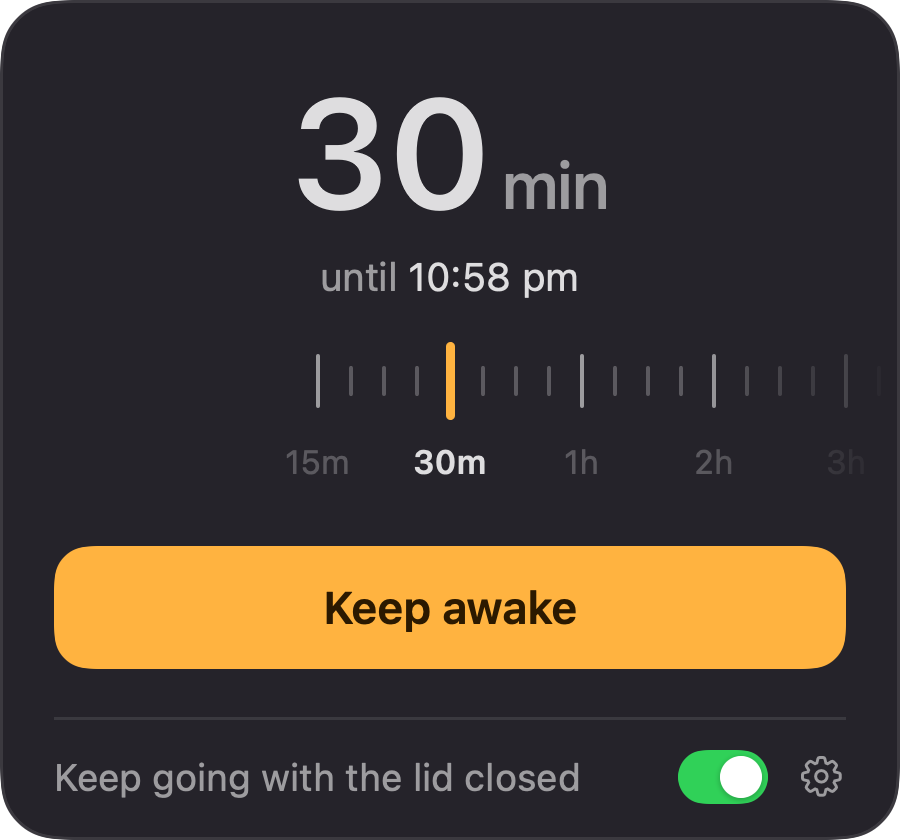 30 min
until 10:58 pm
15m 30m 1h 2h 3h
Keep awake
Keep going with the lid closed